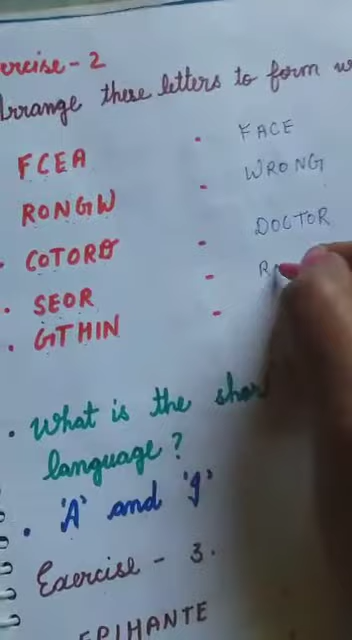 ercise - 2
Arrange these letters to form
FCEA - FACE
RONGW - WRONG
COTORD - DOCTOR
SEOR - R
GTHIN -
What is the shor
language?
'A' and 'I'
Exercise - 3.
EPIHANTE